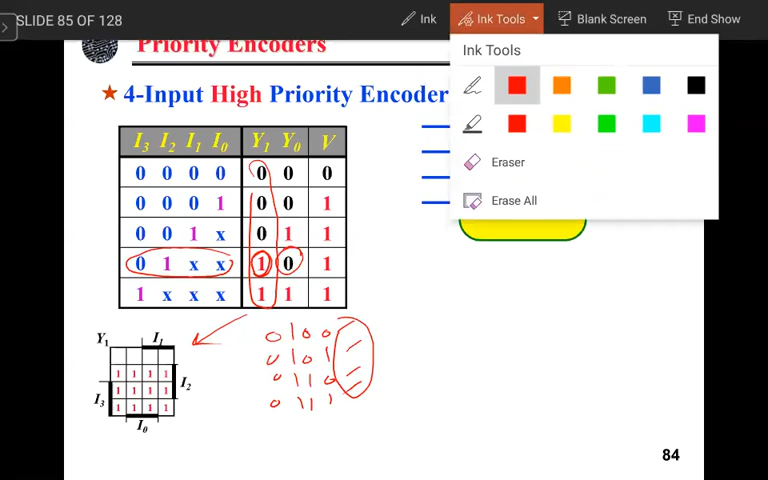 SLIDE 85 OF 128
Ink
Ink Tools
Blank Screen
End Show
Ink Tools
Eraser
Erase All
Priority Encoders
★ 4-Input High Priority Encoder
I3 I2 I1 I0 Y1 Y0 V
0 0 0 0 0 0 0
0 0 0 1 0 0 1
0 0 1 x 0 1 1
0 1 x x 1 0 1
1 x x x 1 1 1
0 1 0 0
0 1 0 1
0 1 1 0
0 1 1 1
Y1 I1
1 1 1 1
1 1 1 1 I2
I3 1 1 1 1
I0
84